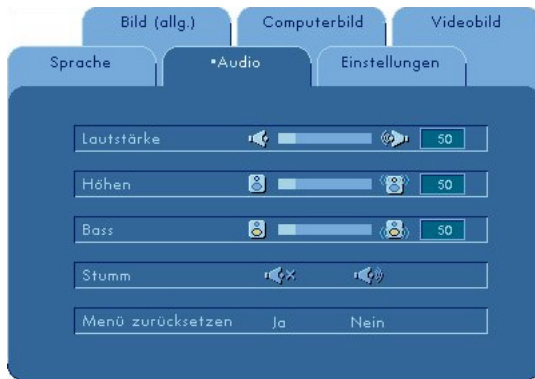 Bild (allg.) Computerbild Videobild
Sprache •Audio Einstellungen
Lautstärke 50
Höhen 50
Bass 50
Stumm
Menü zurücksetzen Ja Nein